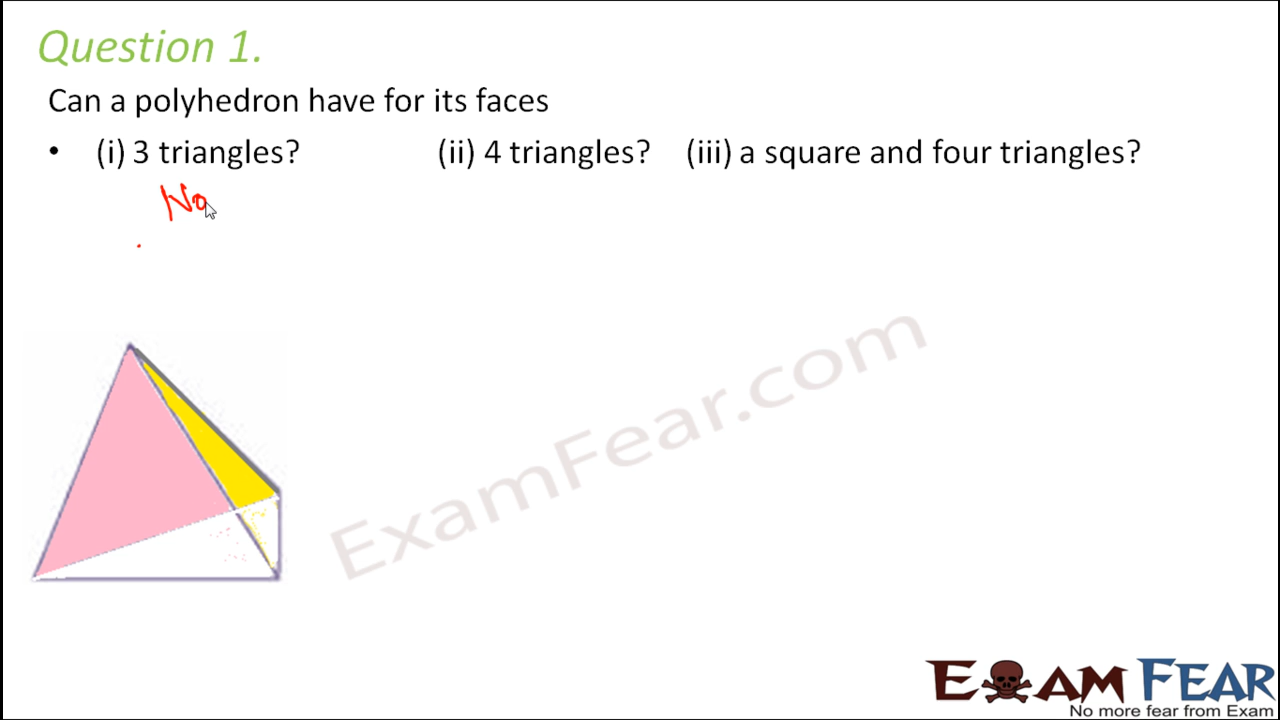 Question 1.
Can a polyhedron have for its faces
• (i) 3 triangles? (ii) 4 triangles? (iii) a square and four triangles?
No
ExamFear.com
EXAM FEAR
No more fear from Exam